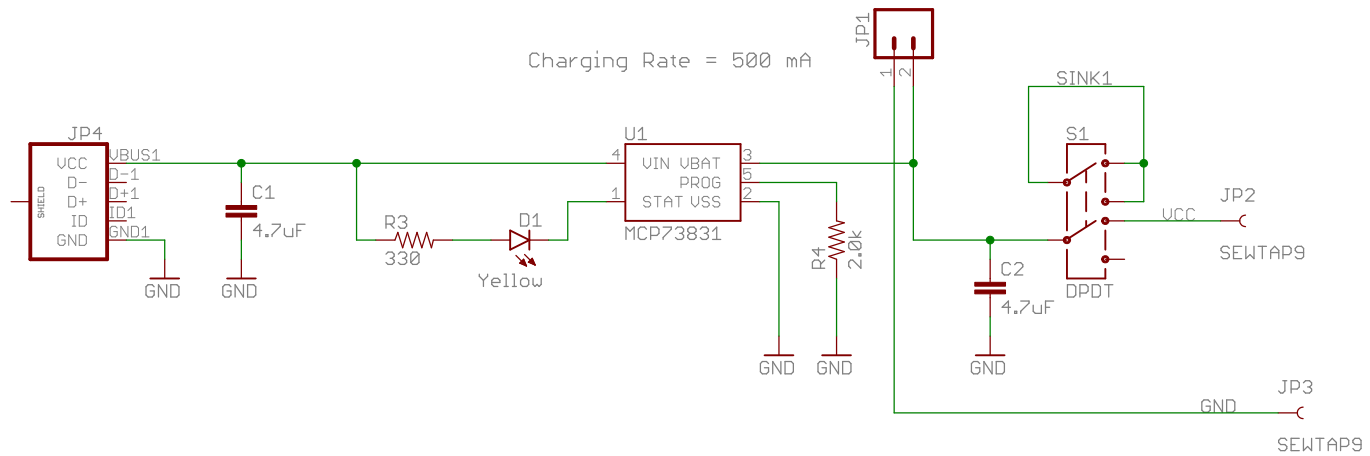 Charging Rate = 500 mA
JP1
1
2
SINK1
S1
DPDT
JP4
VCC
D-
D+
ID
GND
SHIELD
VBUS1
D-1
D+1
ID1
GND1
GND
C1
4.7uF
GND
R3
330
D1
Yellow
U1
4
VIN VBAT
3
PROG
5
1
STAT VSS
2
MCP73831
R4
2.0k
GND
GND
C2
4.7uF
GND
VCC
JP2
SEWTAP9
GND
JP3
SEWTAP9